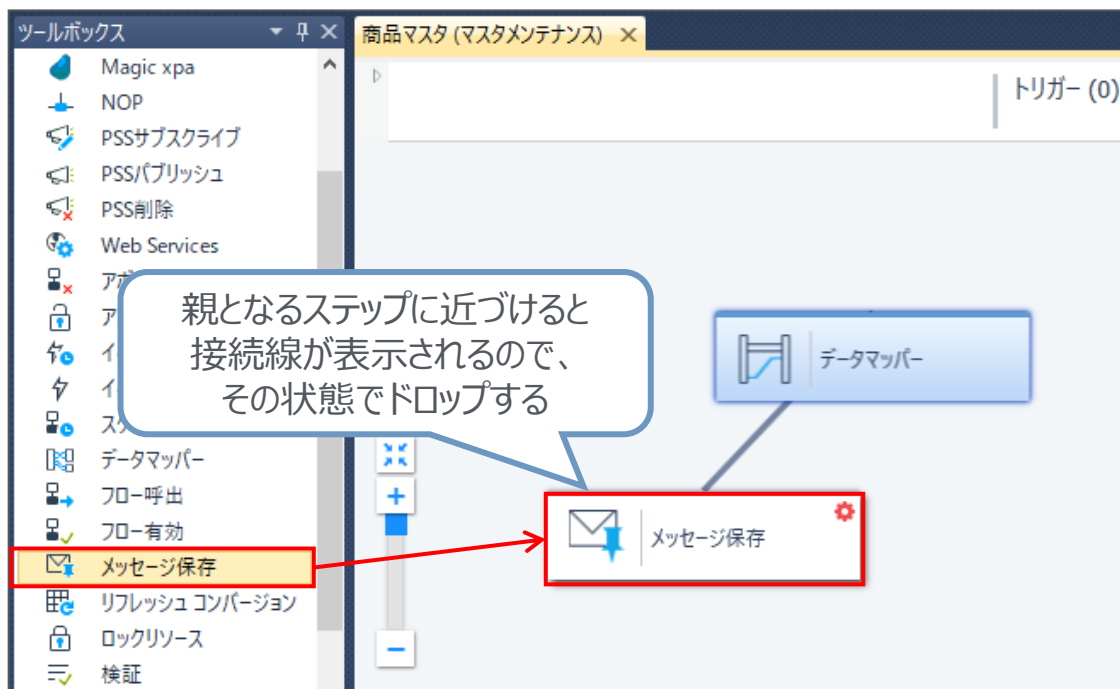 ツールボックス
Magic xpa
NOP
PSSサブスクライブ
PSSパブリッシュ
PSS削除
Web Services
データマッパー
フロー呼出
フロー有効
メッセージ保存
リフレッシュ コンバージョン
ロックリソース
検証
商品マスタ (マスタメンテナンス)
トリガー (0)
親となるステップに近づけると
接続線が表示されるので、
その状態でドロップする
データマッパー
メッセージ保存